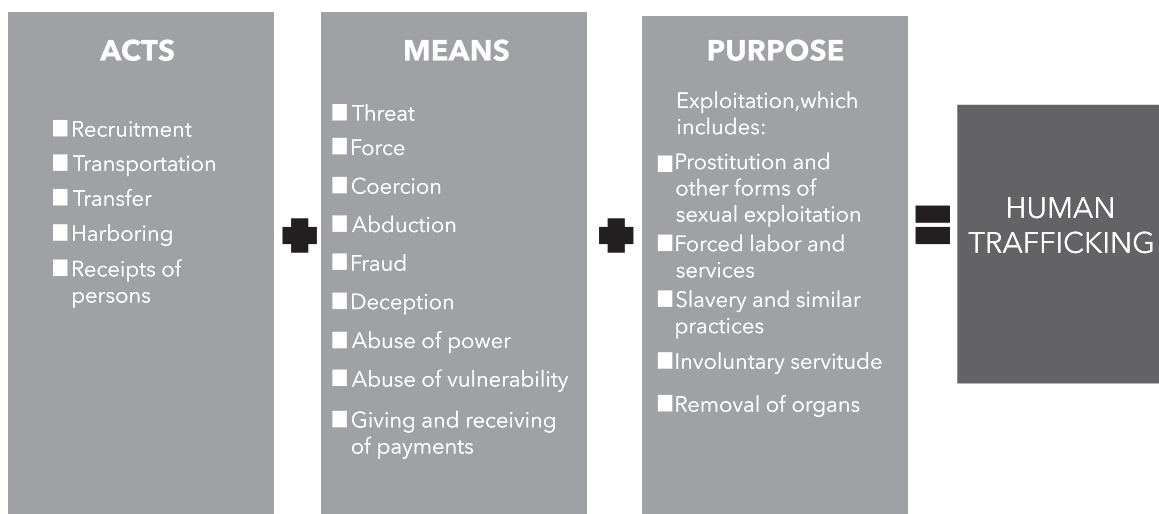 ACTS
Recruitment
Transportation
Transfer
Harboring
Receipts of
persons
MEANS
Threat
Force
Coercion
Abduction
Fraud
Deception
Abuse of power
Abuse of vulnerability
Giving and receiving
of payments
PURPOSE
Exploitation,which
includes:
Prostitution and
other forms of
sexual exploitation
Forced labor and
services
Slavery and similar
practices
Involuntary servitude
Removal of organs
HUMAN
TRAFFICKING